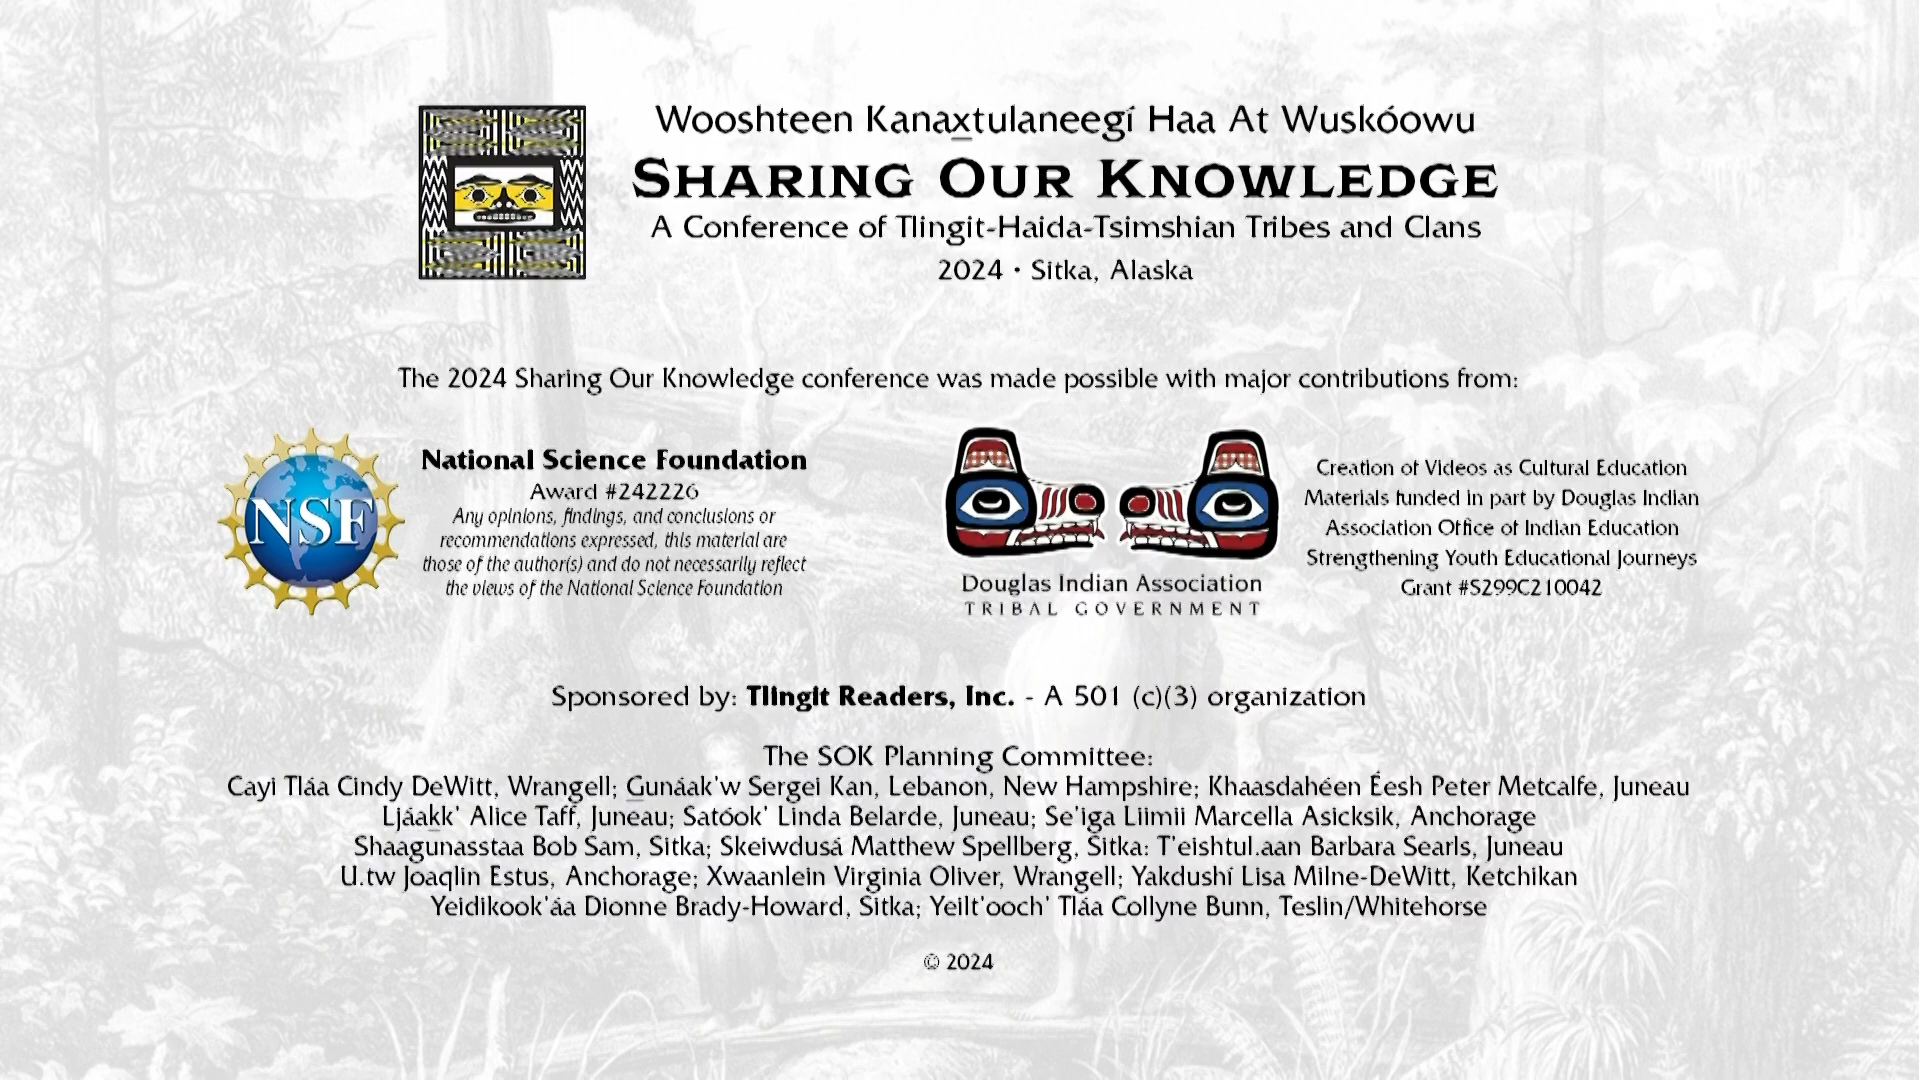 Wooshteen Kanax̱tulaneegí Haa At Wuskóowu
SHARING OUR KNOWLEDGE
A Conference of Tlingit-Haida-Tsimshian Tribes and Clans
2024 • Sitka, Alaska
The 2024 Sharing Our Knowledge conference was made possible with major contributions from:
NSF
National Science Foundation
Award #242226
Any opinions, findings, and conclusions or
recommendations expressed, this material are
those of the author(s) and do not necessarily reflect
the views of the National Science Foundation
Douglas Indian Association
TRIBAL GOVERNMENT
Creation of Videos as Cultural Education
Materials funded in part by Douglas Indian
Association Office of Indian Education
Strengthening Youth Educational Journeys
Grant #S299C210042
Sponsored by: Tlingit Readers, Inc. - A 501 (c)(3) organization
The SOK Planning Committee:
Cayi Tláa Cindy DeWitt, Wrangell; G̱unáak'w Sergei Kan, Lebanon, New Hampshire; Khaasdahéen Éesh Peter Metcalfe, Juneau
Ljáaḵk' Alice Taff, Juneau; Satóok' Linda Belarde, Juneau; Se'iga Liimii Marcella Asicksik, Anchorage
Shaagunasstaa Bob Sam, Sitka; Skeiwdusá Matthew Spellberg, Sitka: T'eishtul.aan Barbara Searls, Juneau
U.tw Joaqlin Estus, Anchorage; Xwaanlein Virginia Oliver, Wrangell; Yakdushí Lisa Milne-DeWitt, Ketchikan
Yeidikook'áa Dionne Brady-Howard, Sitka; Yeilt'ooch' Tláa Collyne Bunn, Teslin/Whitehorse
© 2024